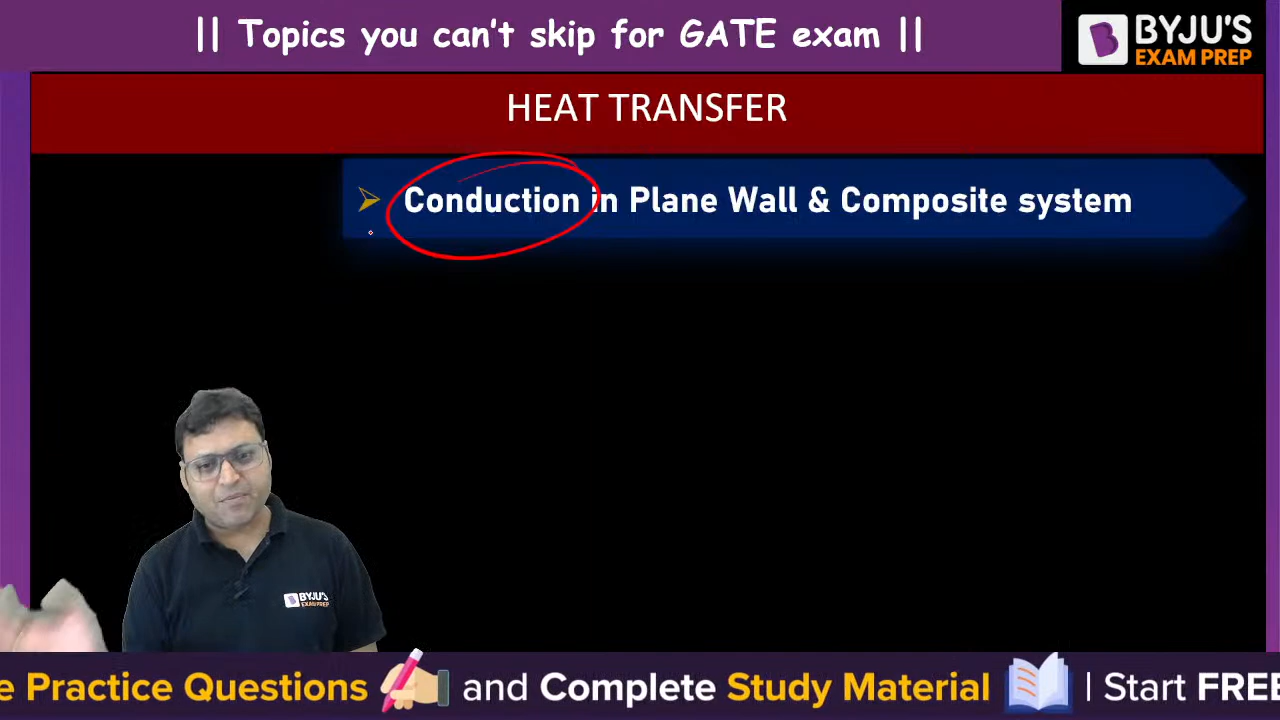 || Topics you can't skip for GATE exam ||
BYJU'S
EXAM PREP
HEAT TRANSFER
Conduction in Plane Wall & Composite system
BYJU'S
EXAM PREP
e Practice Questions and Complete Study Material | Start FREE